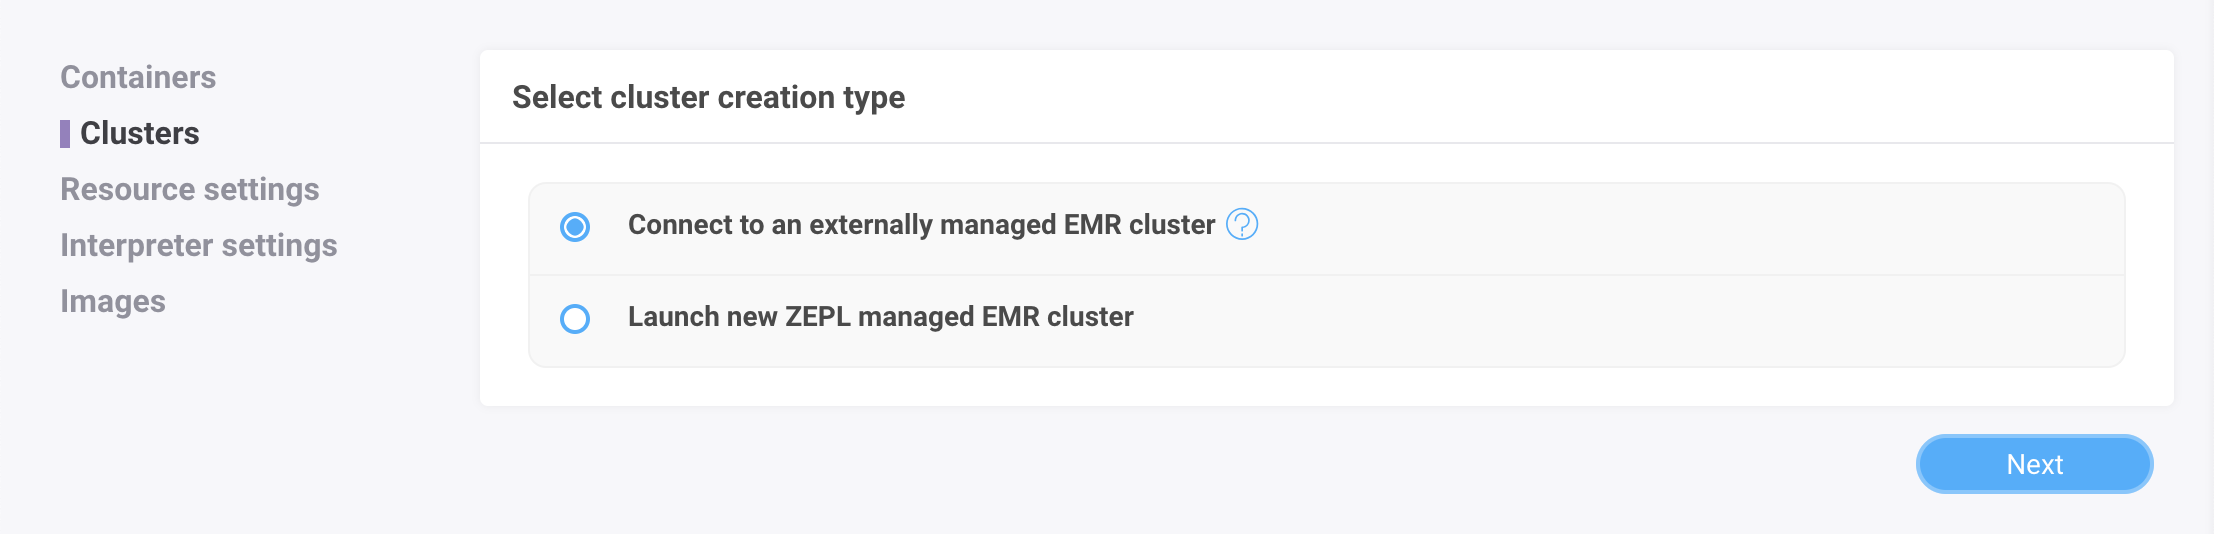 Containers
Clusters
Resource settings
Interpreter settings
Images
Select cluster creation type
Connect to an externally managed EMR cluster ?
Launch new ZEPL managed EMR cluster
Next